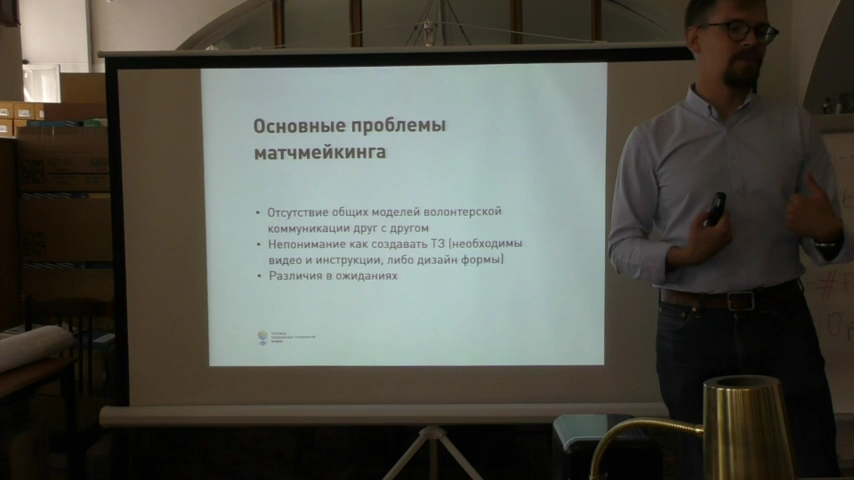 Основные проблемы
матчмейкинга
• Отсутствие общих моделей волонтерской
коммуникации друг с другом
• Непонимание как создавать ТЗ (необходимы
видео и инструкции, либо дизайн формы)
• Различия в ожиданиях